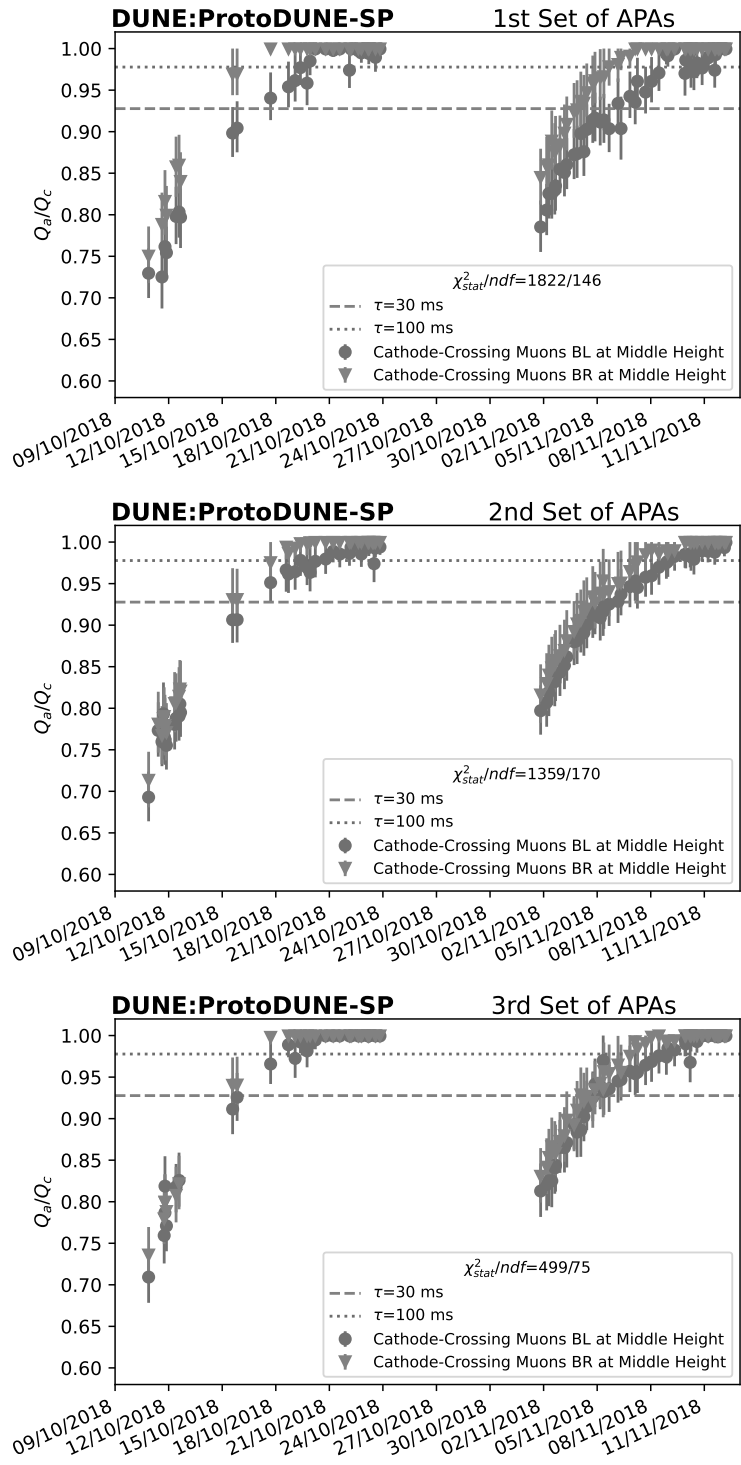 DUNE:ProtoDUNE-SP 1st Set of APAs
1.00
0.95
0.90
0.85
0.80
0.75
0.70
0.65
0.60
Qa/Qc
χ²stat/ndf=1822/146
τ=30 ms
τ=100 ms
Cathode-Crossing Muons BL at Middle Height
Cathode-Crossing Muons BR at Middle Height
09/10/2018 12/10/2018 15/10/2018 18/10/2018 21/10/2018 24/10/2018 27/10/2018 30/10/2018 02/11/2018 05/11/2018 08/11/2018 11/11/2018
DUNE:ProtoDUNE-SP 2nd Set of APAs
1.00
0.95
0.90
0.85
0.80
0.75
0.70
0.65
0.60
Qa/Qc
χ²stat/ndf=1359/170
τ=30 ms
τ=100 ms
Cathode-Crossing Muons BL at Middle Height
Cathode-Crossing Muons BR at Middle Height
09/10/2018 12/10/2018 15/10/2018 18/10/2018 21/10/2018 24/10/2018 27/10/2018 30/10/2018 02/11/2018 05/11/2018 08/11/2018 11/11/2018
DUNE:ProtoDUNE-SP 3rd Set of APAs
1.00
0.95
0.90
0.85
0.80
0.75
0.70
0.65
0.60
Qa/Qc
χ²stat/ndf=499/75
τ=30 ms
τ=100 ms
Cathode-Crossing Muons BL at Middle Height
Cathode-Crossing Muons BR at Middle Height
09/10/2018 12/10/2018 15/10/2018 18/10/2018 21/10/2018 24/10/2018 27/10/2018 30/10/2018 02/11/2018 05/11/2018 08/11/2018 11/11/2018